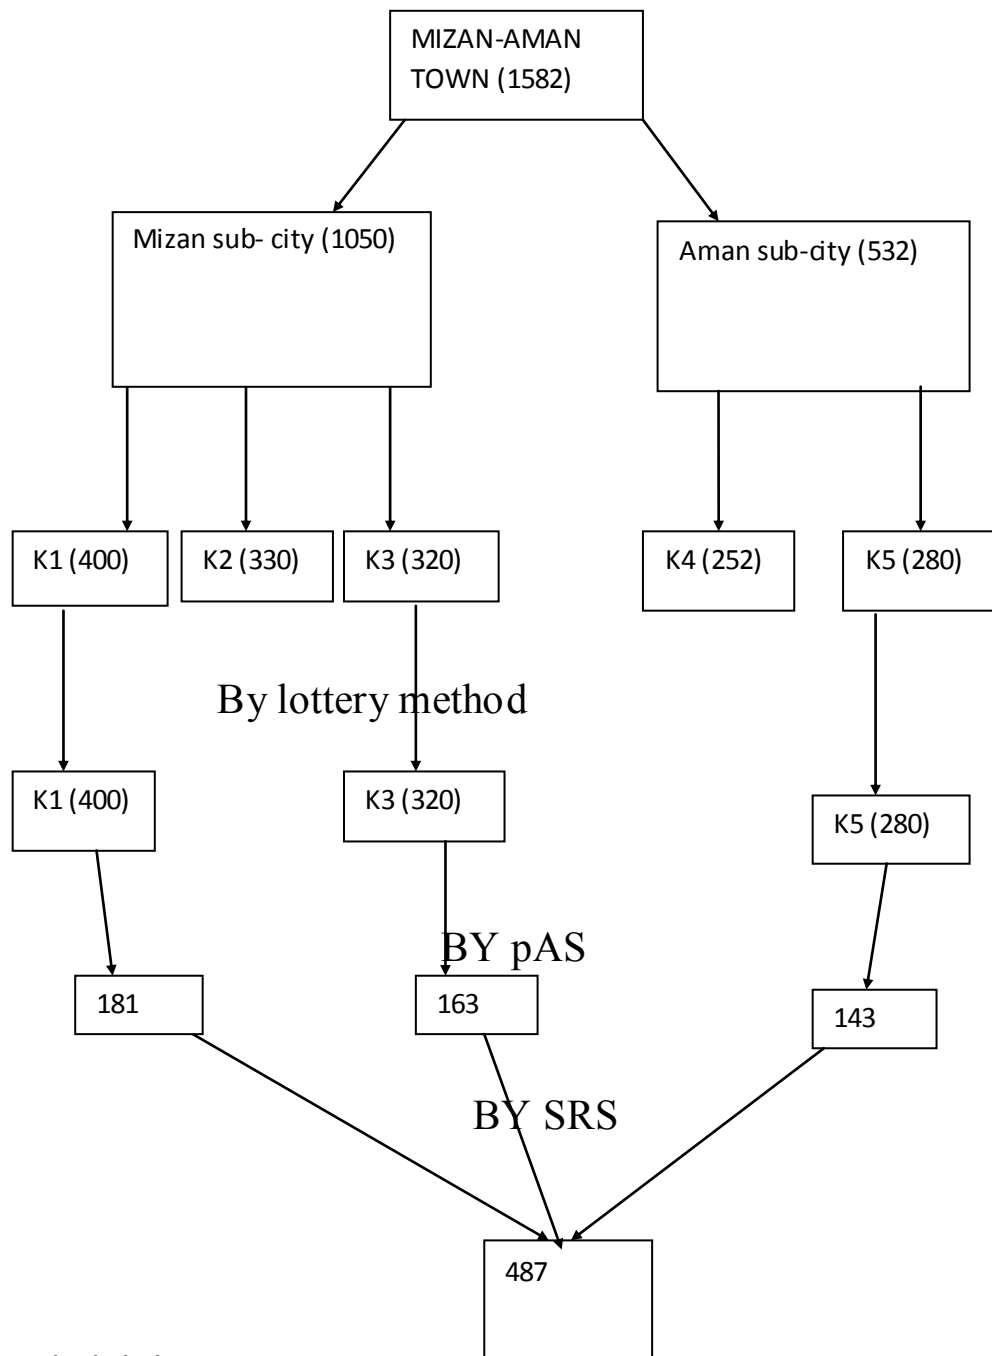 MIZAN-AMAN
TOWN (1582)
Mizan sub- city (1050)
Aman sub-city (532)
K1 (400)
K2 (330)
K3 (320)
K4 (252)
K5 (280)
By lottery method
K1 (400)
K3 (320)
K5 (280)
BY pAS
181
163
143
BY SRS
487